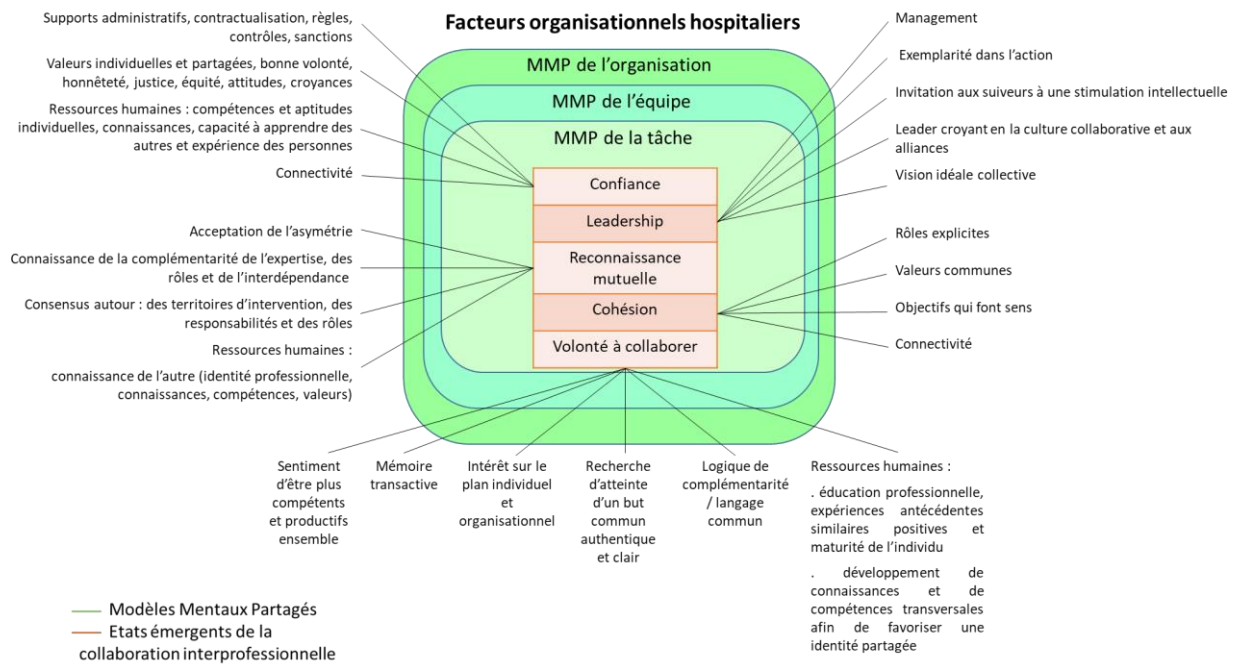 Facteurs organisationnels hospitaliers
Supports administratifs, contractualisation, règles,
contrôles, sanctions
Valeurs individuelles et partagées, bonne volonté,
honnêteté, justice, équité, attitudes, croyances
Ressources humaines : compétences et aptitudes
individuelles, connaissances, capacité à apprendre des
autres et expérience des personnes
Connectivité
Acceptation de l'asymétrie
Connaissance de la complémentarité de l'expertise, des
rôles et de l'interdépendance
Consensus autour : des territoires d'intervention, des
responsabilités et des rôles
Ressources humaines :
connaissance de l'autre (identité professionnelle,
connaissances, compétences, valeurs)
MMP de l'organisation
MMP de l'équipe
MMP de la tâche
Confiance
Leadership
Reconnaissance
mutuelle
Cohésion
Volonté à collaborer
Management
Exemplarité dans l'action
Invitation aux suiveurs à une stimulation intellectuelle
Leader croyant en la culture collaborative et aux
alliances
Vision idéale collective
Rôles explicites
Valeurs communes
Objectifs qui font sens
Connectivité
Sentiment
d'être plus
compétents
et productifs
ensemble
Mémoire
transactive
Intérêt sur le
plan individuel
et
organisationnel
Recherche
d'atteinte
d'un but
commun
authentique
et clair
Logique de
complémentarité
/ langage
commun
Ressources humaines :
. éducation professionnelle,
expériences antécédentes
similaires positives et
maturité de l'individu
. développement de
connaissances et de
compétences transversales
afin de favoriser une
identité partagée
Modèles Mentaux Partagés
Etats émergents de la
collaboration interprofessionnelle